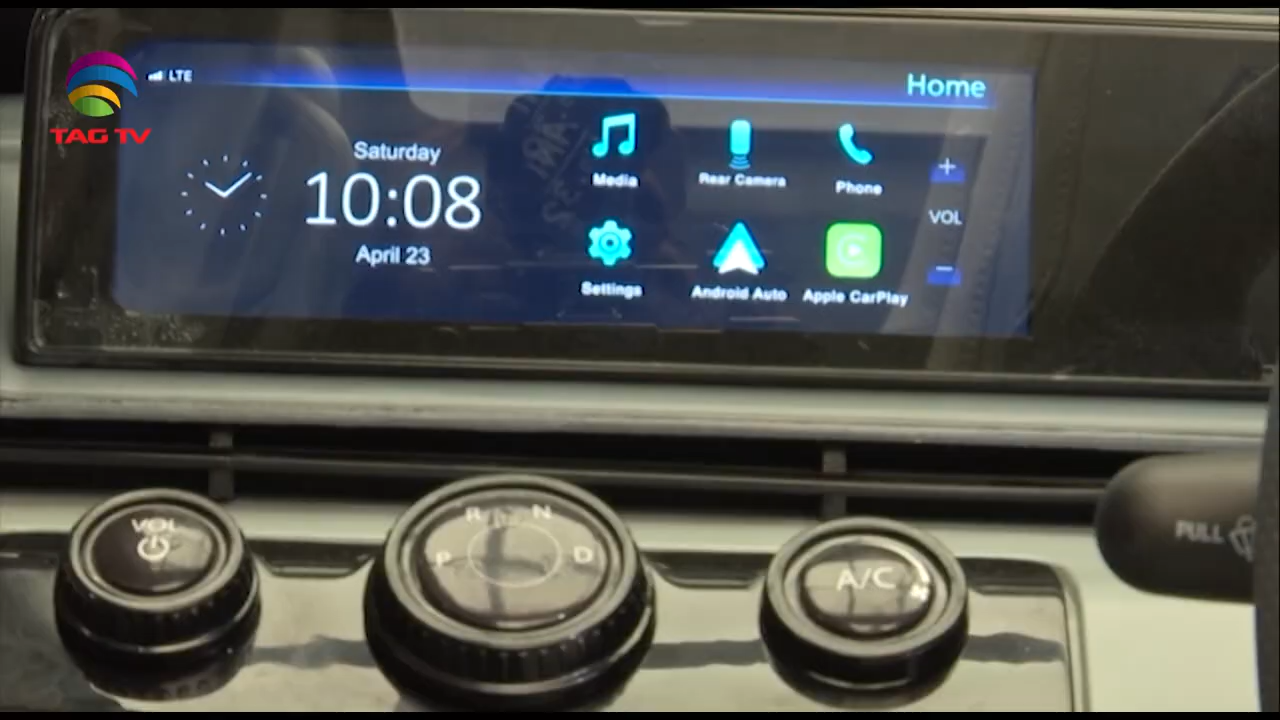 TAG TV
LTE
Home
Saturday
10:08
April 23
Media
Rear Camera
Phone
+
VOL
−
Settings
Android Auto
Apple CarPlay
VOL
P R N D
A/C
PULL